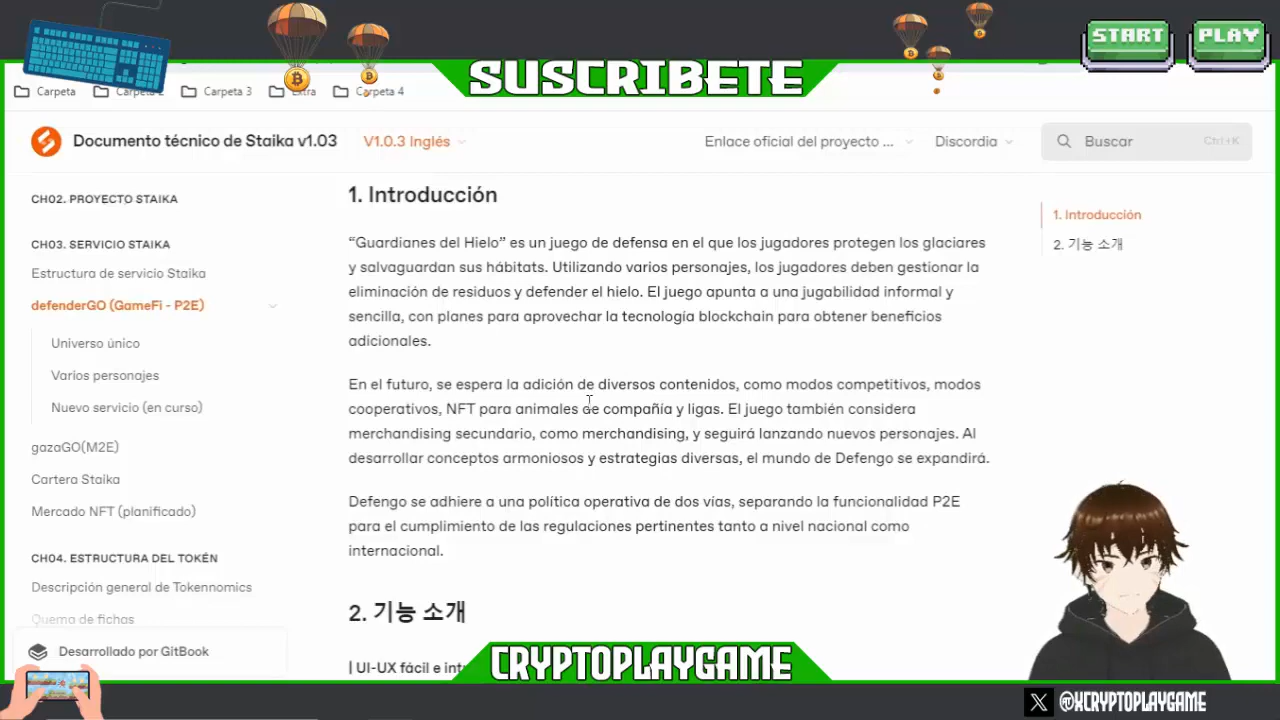 START PLAY
SUSCRIBETE
Carpeta Carpeta 2 Carpeta 3 Extra Carpeta 4
Documento técnico de Staika v1.03 V1.0.3 Inglés Enlace oficial del proyecto ... Discordia Buscar Ctrl+K
CH02. PROYECTO STAIKA
CH03. SERVICIO STAIKA
Estructura de servicio Staika
defenderGO (GameFi - P2E)
Universo único
Varios personajes
Nuevo servicio (en curso)
gazaGO(M2E)
Cartera Staika
Mercado NFT (planificado)
CH04. ESTRUCTURA DEL TOKÉN
Descripción general de Tokennomics
Quema de fichas
Desarrollado por GitBook
1. Introducción
“Guardianes del Hielo” es un juego de defensa en el que los jugadores protegen los glaciares
y salvaguardan sus hábitats. Utilizando varios personajes, los jugadores deben gestionar la
eliminación de residuos y defender el hielo. El juego apunta a una jugabilidad informal y
sencilla, con planes para aprovechar la tecnología blockchain para obtener beneficios
adicionales.
En el futuro, se espera la adición de diversos contenidos, como modos competitivos, modos
cooperativos, NFT para animales de compañía y ligas. El juego también considera
merchandising secundario, como merchandising, y seguirá lanzando nuevos personajes. Al
desarrollar conceptos armoniosos y estrategias diversas, el mundo de Defengo se expandirá.
Defengo se adhiere a una política operativa de dos vías, separando la funcionalidad P2E
para el cumplimiento de las regulaciones pertinentes tanto a nivel nacional como
internacional.
2. 기능 소개
| UI-UX fácil e
1. Introducción
2. 기능 소개
CRYPTOPLAYGAME
X @XCRYPTOPLAYGAME